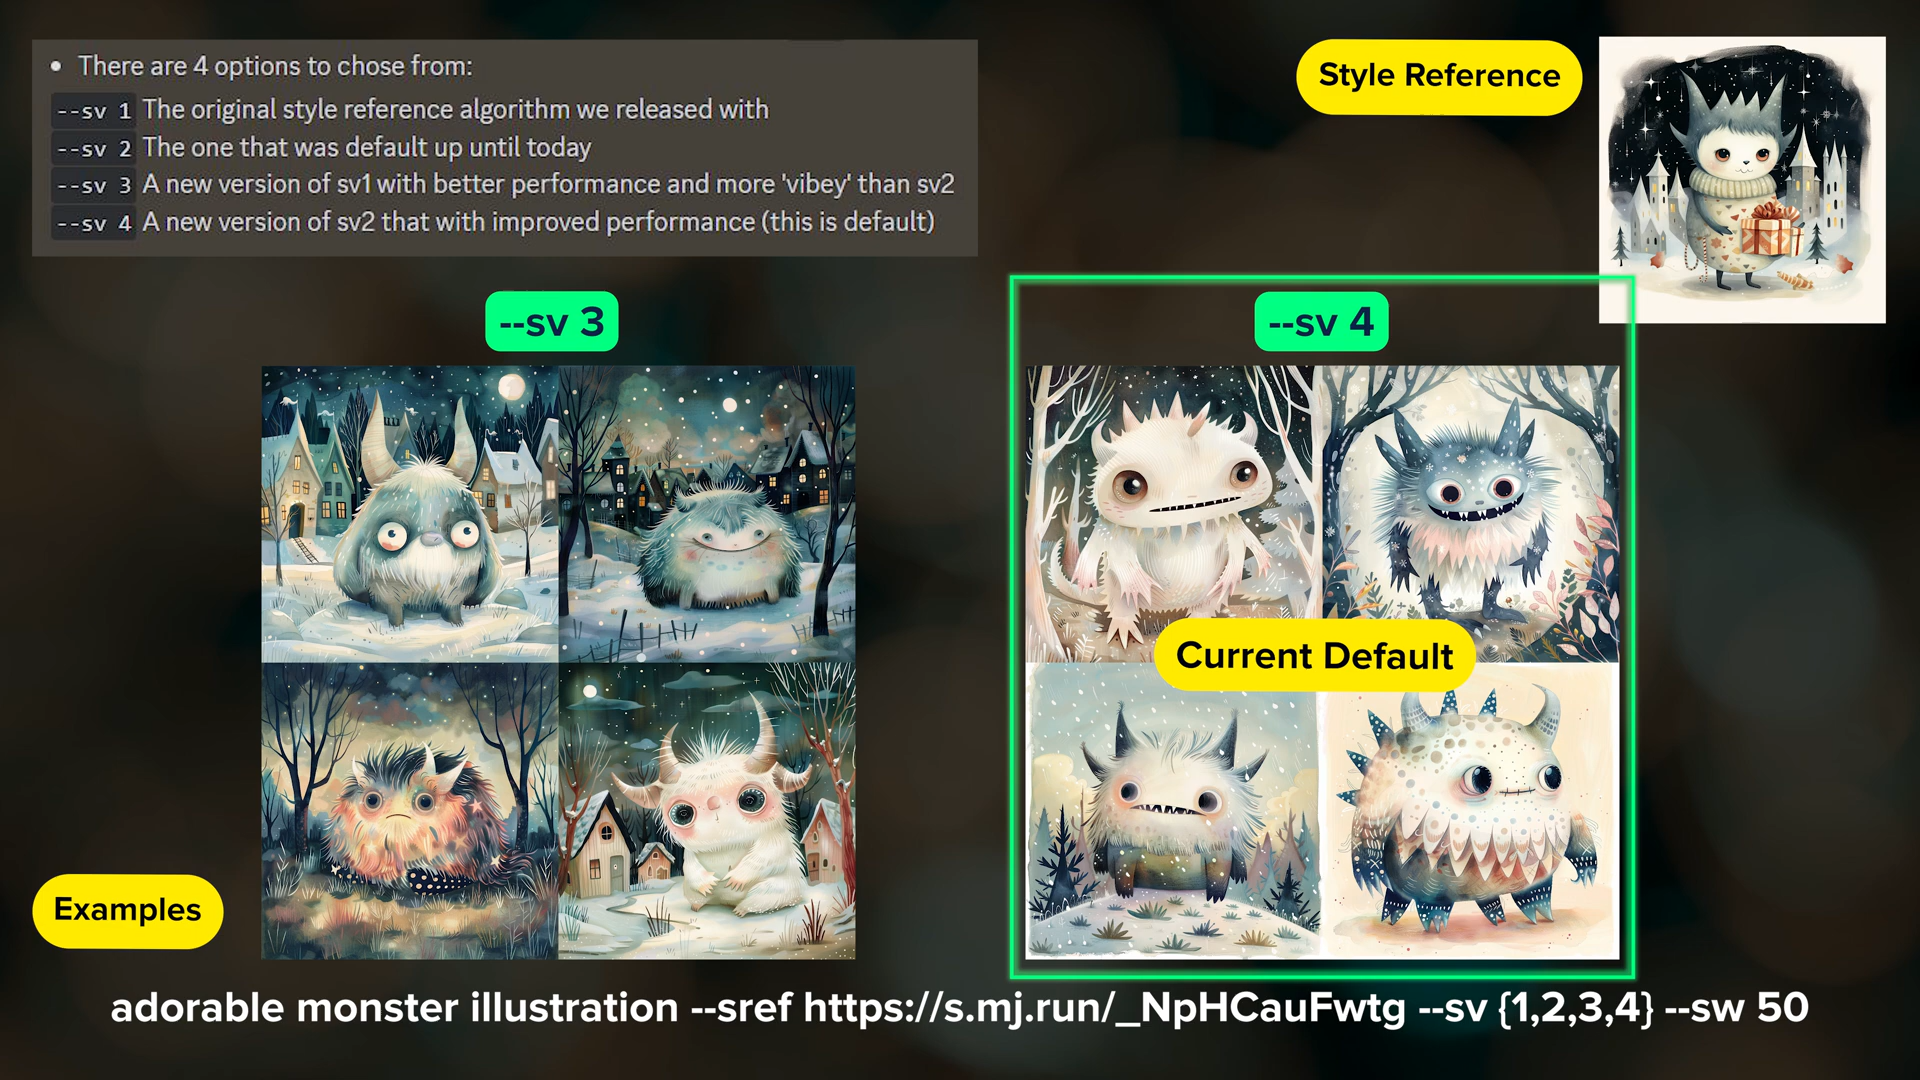 There are 4 options to chose from:
--sv 1 The original style reference algorithm we released with
--sv 2 The one that was default up until today
--sv 3 A new version of sv1 with better performance and more 'vibey' than sv2
--sv 4 A new version of sv2 that with improved performance (this is default)
Style Reference
--sv 3
--sv 4
Current Default
Examples
adorable monster illustration --sref https://s.mj.run/_NpHCauFwtg --sv {1,2,3,4} --sw 50